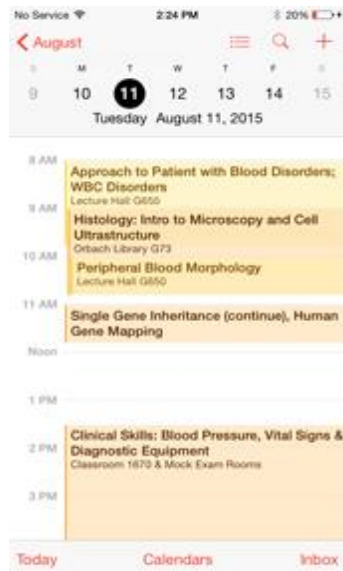 No Service 2:24 PM 20%
August
S M T W T F S
9 10 11 12 13 14 15
Tuesday August 11, 2015
8 AM
Approach to Patient with Blood Disorders;
WBC Disorders
Lecture Hall G650
9 AM
Histology: Intro to Microscopy and Cell
Ultrastructure
Orbach Library G73
10 AM
Peripheral Blood Morphology
Lecture Hall G650
11 AM
Single Gene Inheritance (continue), Human
Gene Mapping
Noon
1 PM
Clinical Skills: Blood Pressure, Vital Signs &
2 PM
Diagnostic Equipment
Classroom 1670 & Mock Exam Rooms
3 PM
Today Calendars Inbox